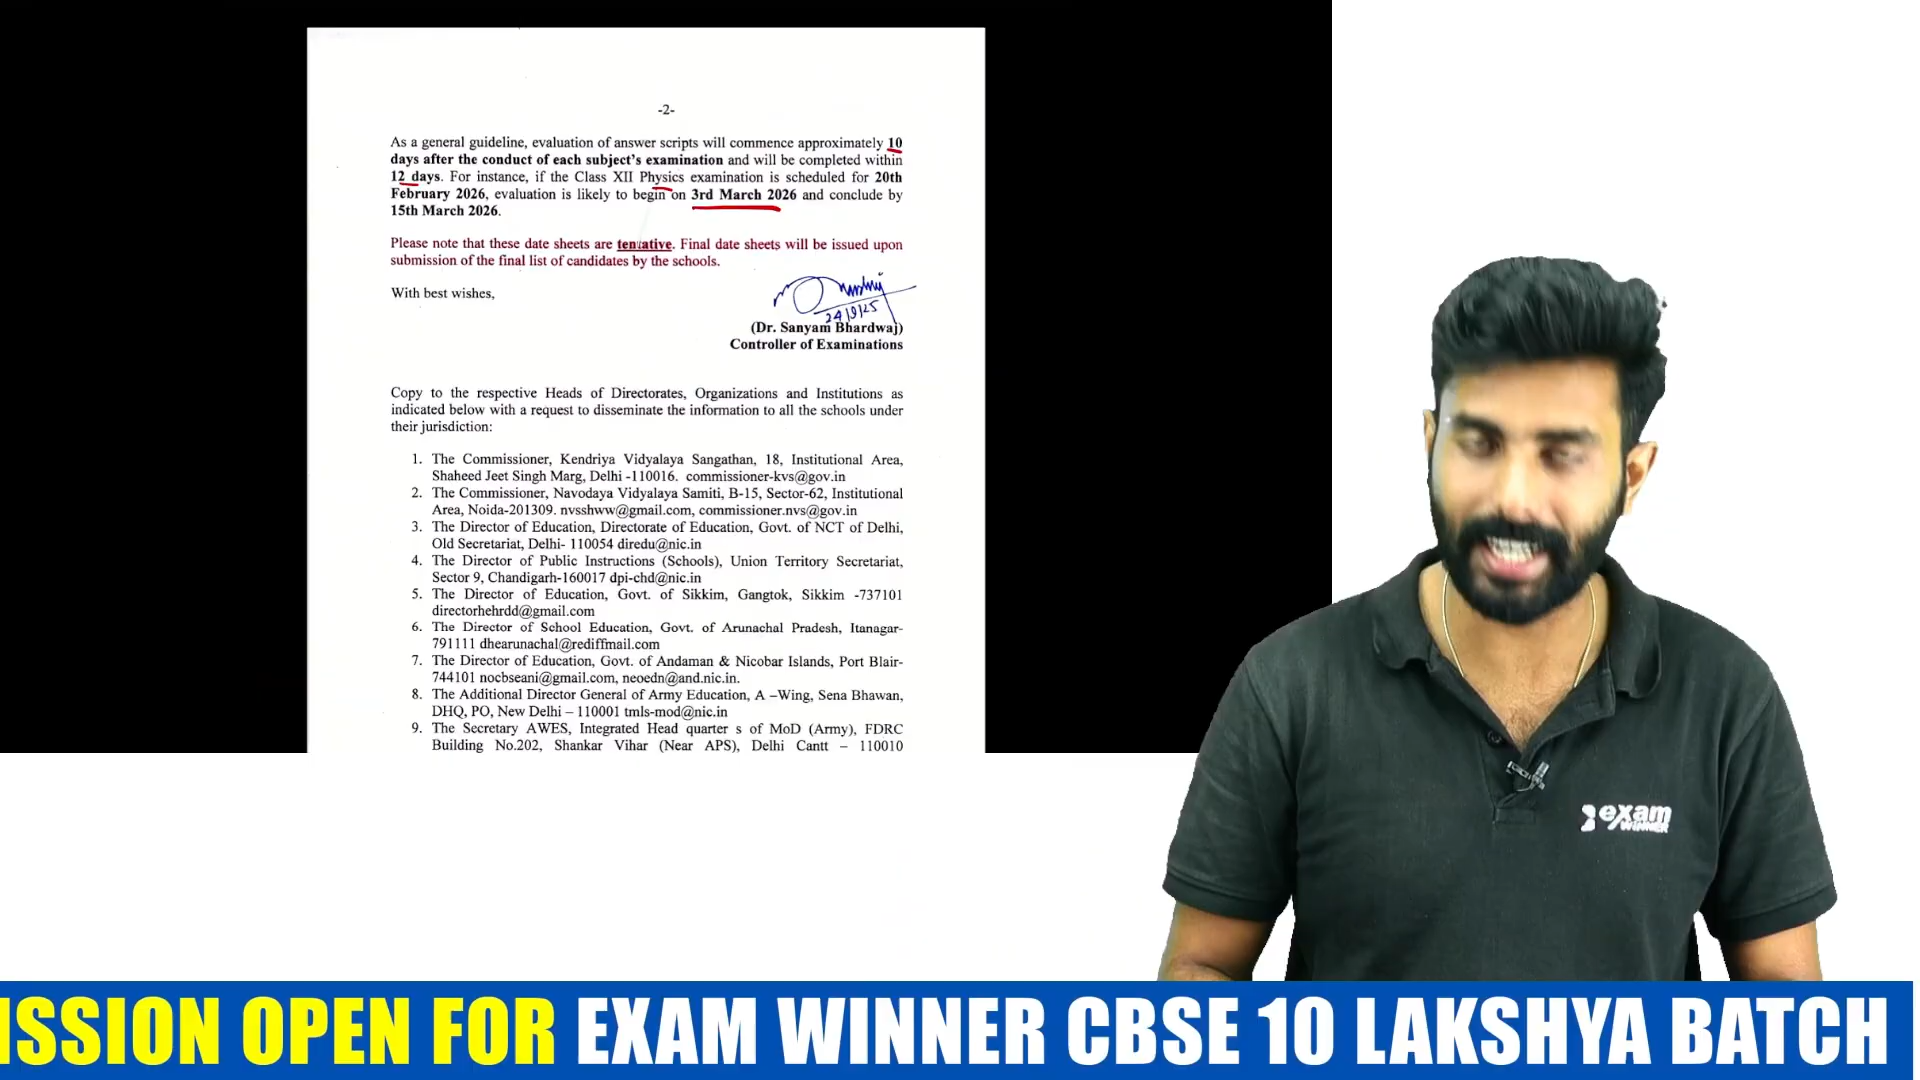 -2-
As a general guideline, evaluation of answer scripts will commence approximately 10
days after the conduct of each subject's examination and will be completed within
12 days. For instance, if the Class XII Physics examination is scheduled for 20th
February 2026, evaluation is likely to begin on 3rd March 2026 and conclude by
15th March 2026.
Please note that these date sheets are tentative. Final date sheets will be issued upon
submission of the final list of candidates by the schools.
With best wishes,
24/9/25
(Dr. Sanyam Bhardwaj)
Controller of Examinations
Copy to the respective Heads of Directorates, Organizations and Institutions as
indicated below with a request to disseminate the information to all the schools under
their jurisdiction:
1. The Commissioner, Kendriya Vidyalaya Sangathan, 18, Institutional Area,
Shaheed Jeet Singh Marg, Delhi -110016. commissioner-kvs@gov.in
2. The Commissioner, Navodaya Vidyalaya Samiti, B-15, Sector-62, Institutional
Area, Noida-201309. nvsshww@gmail.com, commissioner.nvs@gov.in
3. The Director of Education, Directorate of Education, Govt. of NCT of Delhi,
Old Secretariat, Delhi- 110054 diredu@nic.in
4. The Director of Public Instructions (Schools), Union Territory Secretariat,
Sector 9, Chandigarh-160017 dpi-chd@nic.in
5. The Director of Education, Govt. of Sikkim, Gangtok, Sikkim -737101
directorhehrdd@gmail.com
6. The Director of School Education, Govt. of Arunachal Pradesh, Itanagar-
791111 dhearunachal@rediffmail.com
7. The Director of Education, Govt. of Andaman & Nicobar Islands, Port Blair-
744101 nocbseani@gmail.com, neoedn@and.nic.in.
8. The Additional Director General of Army Education, A –Wing, Sena Bhawan,
DHQ, PO, New Delhi – 110001 tmls-mod@nic.in
9. The Secretary AWES, Integrated Head quarter s of MoD (Army), FDRC
Building No.202, Shankar Vihar (Near APS), Delhi Cantt – 110010
exam
WINNER
ISSION OPEN FOR EXAM WINNER CBSE 10 LAKSHYA BATCH